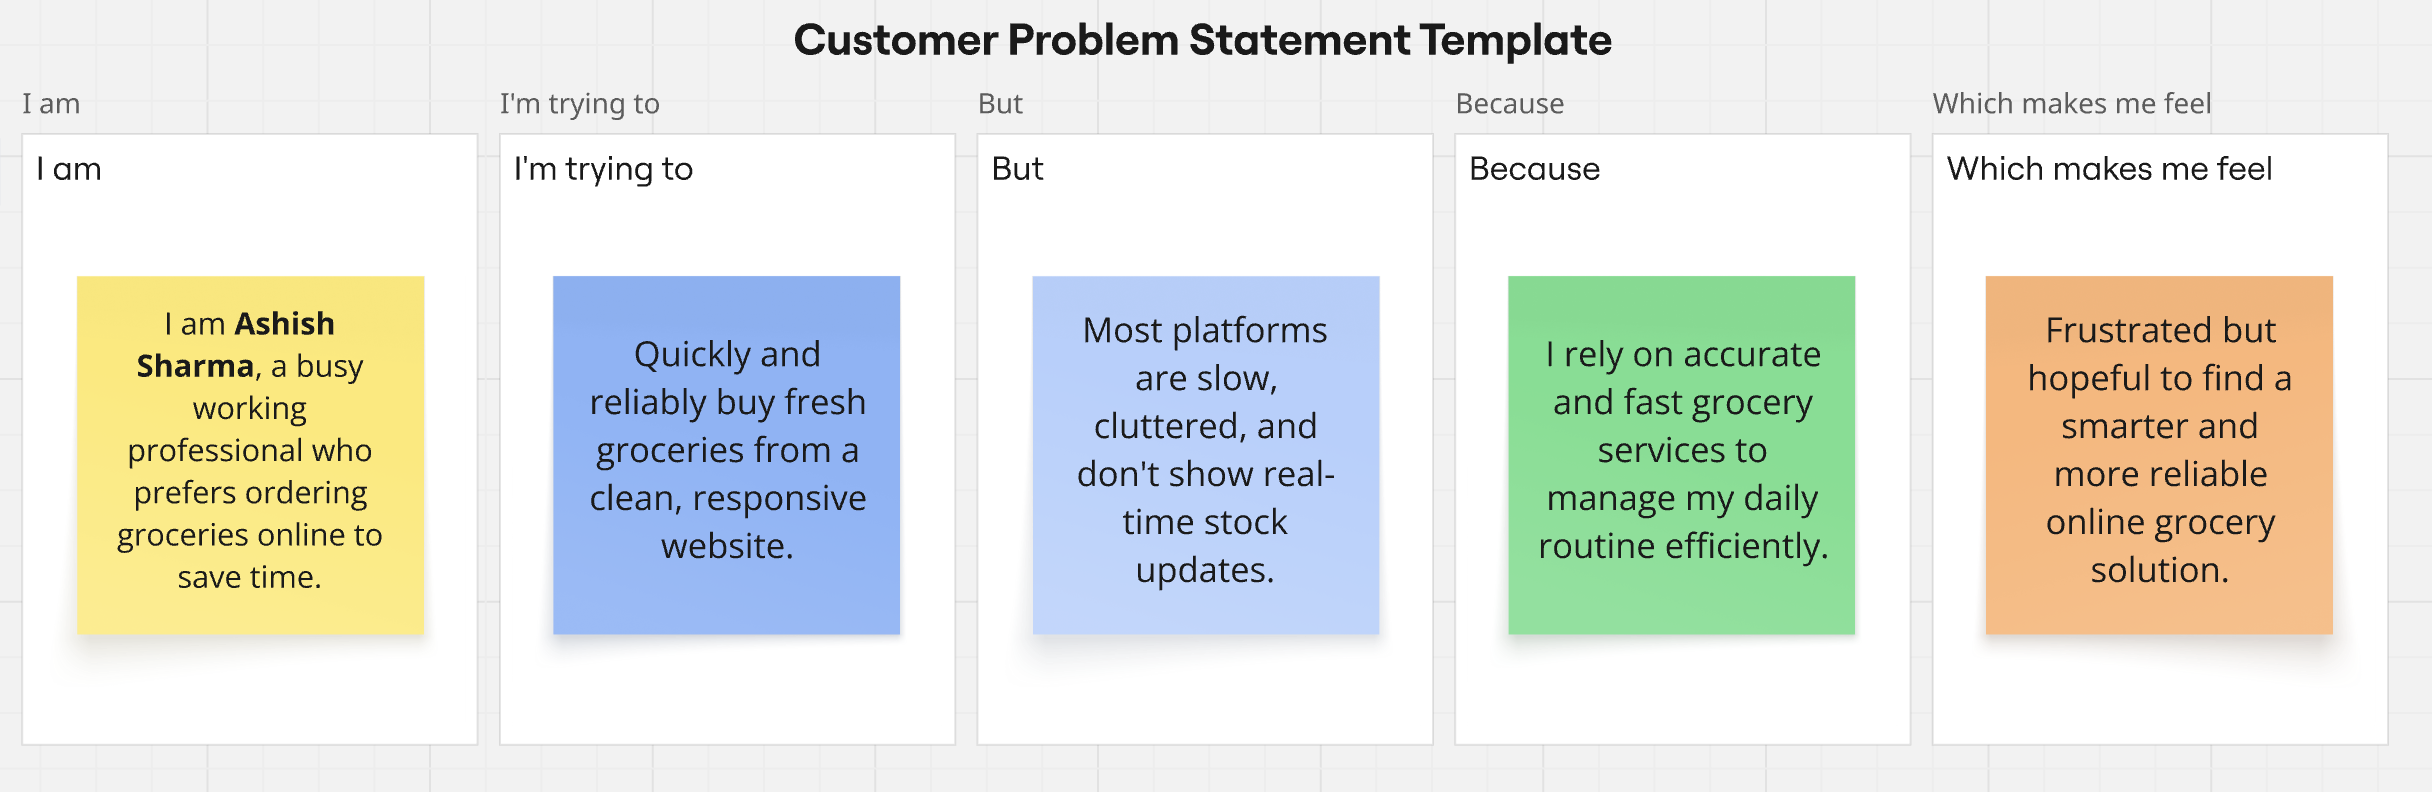 Customer Problem Statement Template
I am
I am
I am Ashish
Sharma, a busy
working
professional who
prefers ordering
groceries online to
save time.
I'm trying to
I'm trying to
Quickly and
reliably buy fresh
groceries from a
clean, responsive
website.
But
But
Most platforms
are slow,
cluttered, and
don't show real-
time stock
updates.
Because
Because
I rely on accurate
and fast grocery
services to
manage my daily
routine efficiently.
Which makes me feel
Which makes me feel
Frustrated but
hopeful to find a
smarter and
more reliable
online grocery
solution.